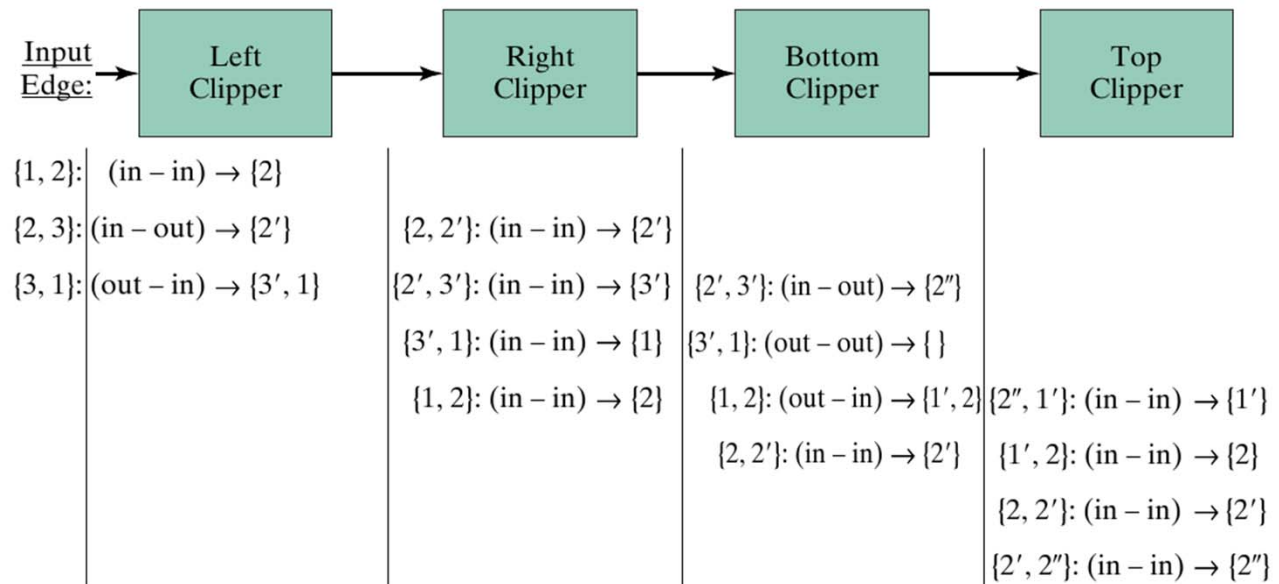 Input
Edge:
Left
Clipper
Right
Clipper
Bottom
Clipper
Top
Clipper
{1, 2}: (in – in) → {2}
{2, 3}: (in – out) → {2′} {2, 2′}: (in – in) → {2′}
{3, 1}: (out – in) → {3′, 1} {2′, 3′}: (in – in) → {3′} {2′, 3′}: (in – out) → {2″}
{3′, 1}: (in – in) → {1} {3′, 1}: (out – out) → { }
{1, 2}: (in – in) → {2} {1, 2}: (out – in) → {1′, 2} {2″, 1′}: (in – in) → {1′}
{2, 2′}: (in – in) → {2′} {1′, 2}: (in – in) → {2}
{2, 2′}: (in – in) → {2′}
{2′, 2″}: (in – in) → {2″}